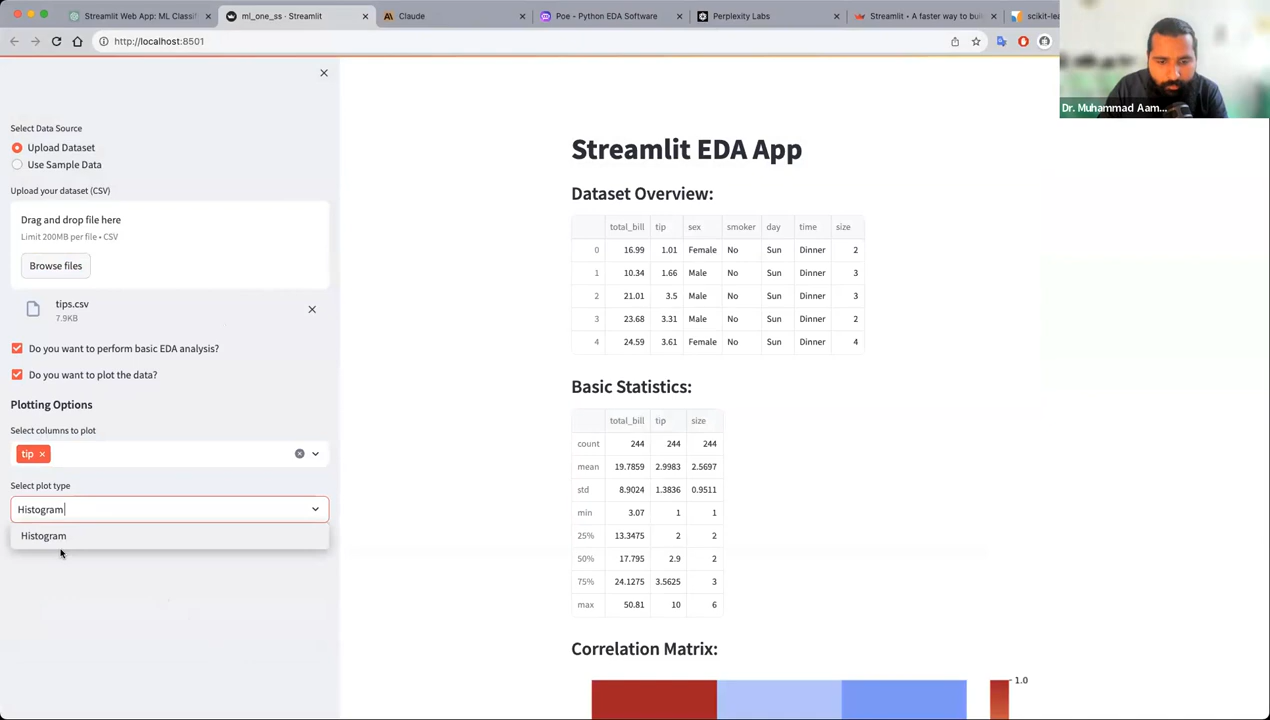 Streamlit Web App: ML Classif
ml_one_ss · Streamlit
Claude
Poe - Python EDA Software
Perplexity Labs
Streamlit • A faster way to buil
scikit-lea
http://localhost:8501
Dr. Muhammad Aam...
Select Data Source
Upload Dataset
Use Sample Data
Upload your dataset (CSV)
Drag and drop file here
Limit 200MB per file • CSV
Browse files
tips.csv
7.9KB
Do you want to perform basic EDA analysis?
Do you want to plot the data?
Plotting Options
Select columns to plot
tip
Select plot type
Histogram
Histogram
Streamlit EDA App
Dataset Overview:
total_bill tip sex smoker day time size
0 16.99 1.01 Female No Sun Dinner 2
1 10.34 1.66 Male No Sun Dinner 3
2 21.01 3.5 Male No Sun Dinner 3
3 23.68 3.31 Male No Sun Dinner 2
4 24.59 3.61 Female No Sun Dinner 4
Basic Statistics:
total_bill tip size
count 244 244 244
mean 19.7859 2.9983 2.5697
std 8.9024 1.3836 0.9511
min 3.07 1 1
25% 13.3475 2 2
50% 17.795 2.9 2
75% 24.1275 3.5625 3
max 50.81 10 6
Correlation Matrix:
1.0